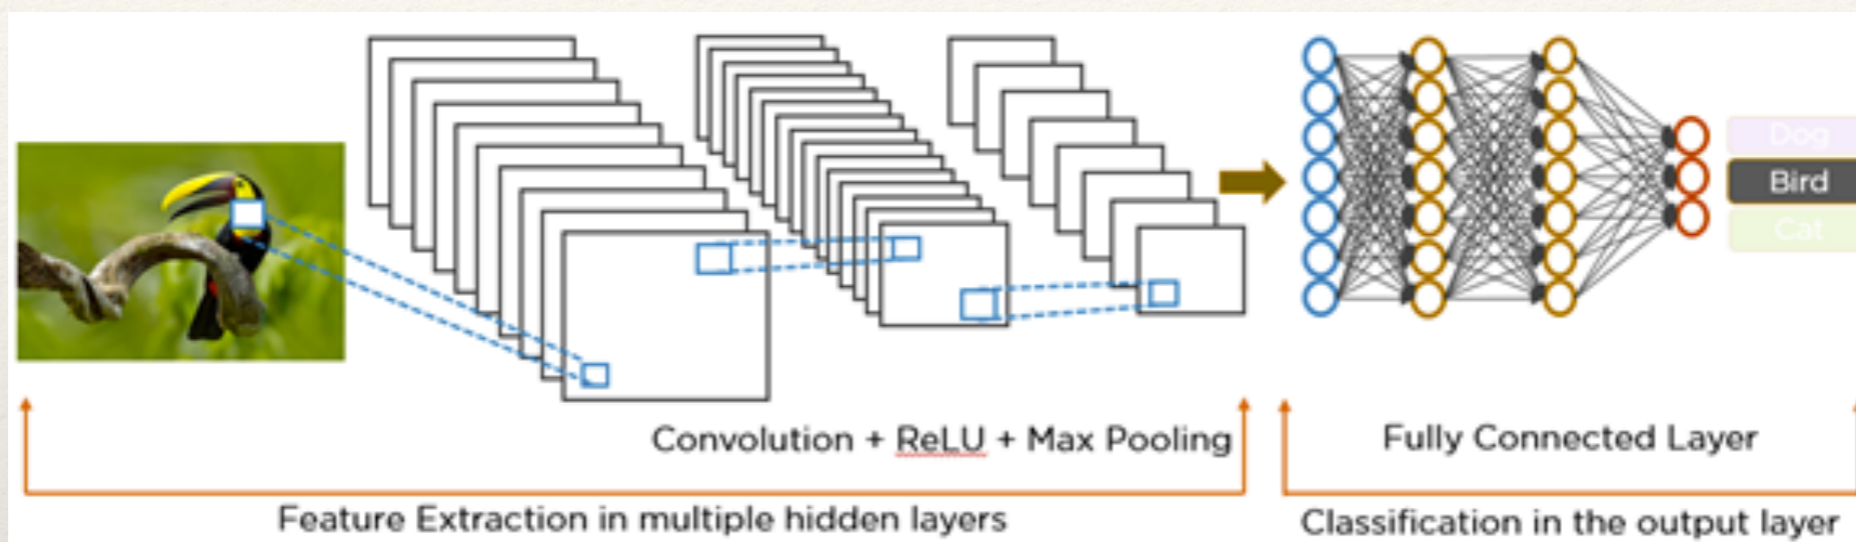 Dog
Bird
Cat
Convolution + ReLU + Max Pooling
Fully Connected Layer
Feature Extraction in multiple hidden layers
Classification in the output layer